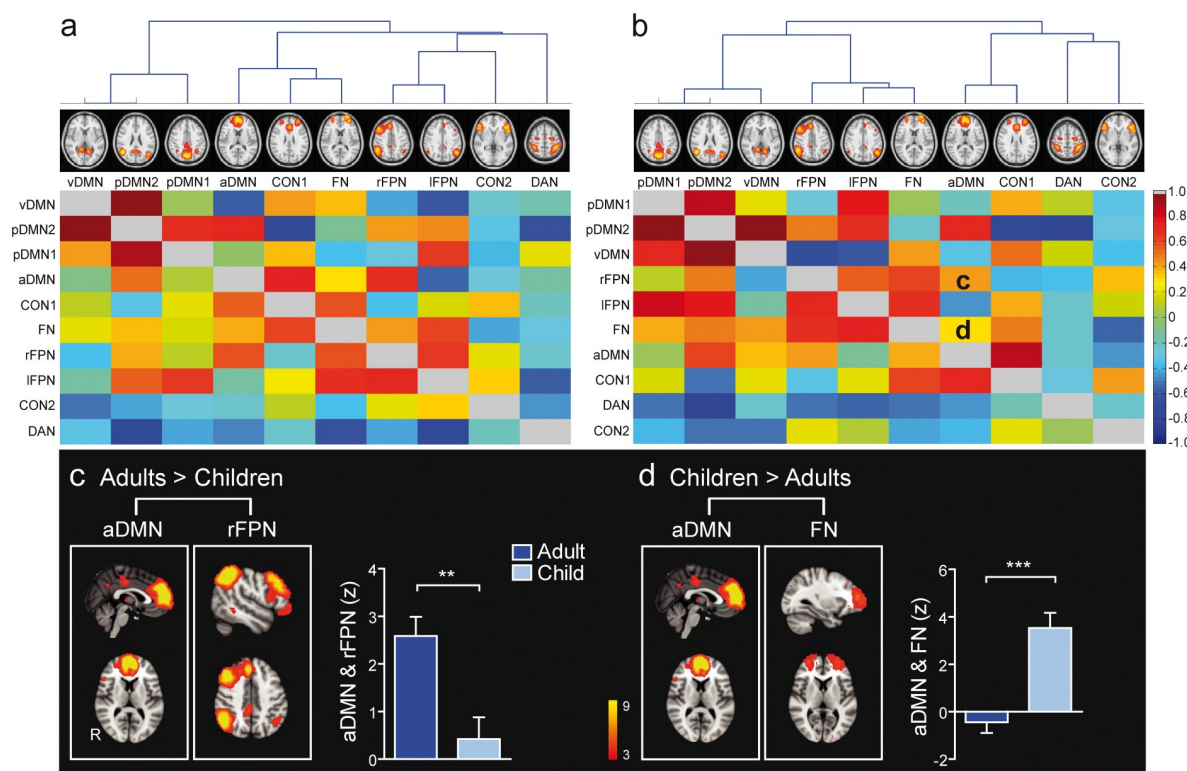 a
vDMN pDMN2 pDMN1 aDMN CON1 FN rFPN lFPN CON2 DAN
vDMN
pDMN2
pDMN1
aDMN
CON1
FN
rFPN
lFPN
CON2
DAN
b
pDMN1 pDMN2 vDMN rFPN lFPN FN aDMN CON1 DAN CON2
pDMN1
pDMN2
vDMN
rFPN c
lFPN
FN d
aDMN
CON1
DAN
CON2
1.0
0.8
0.6
0.4
0.2
0
-0.2
-0.4
-0.6
-0.8
-1.0
c Adults > Children
aDMN rFPN
R
Adult
Child
aDMN & rFPN (z)
4
3
2
1
0
**
9
3
d Children > Adults
aDMN FN
aDMN & FN (z)
6
4
2
0
-2
***